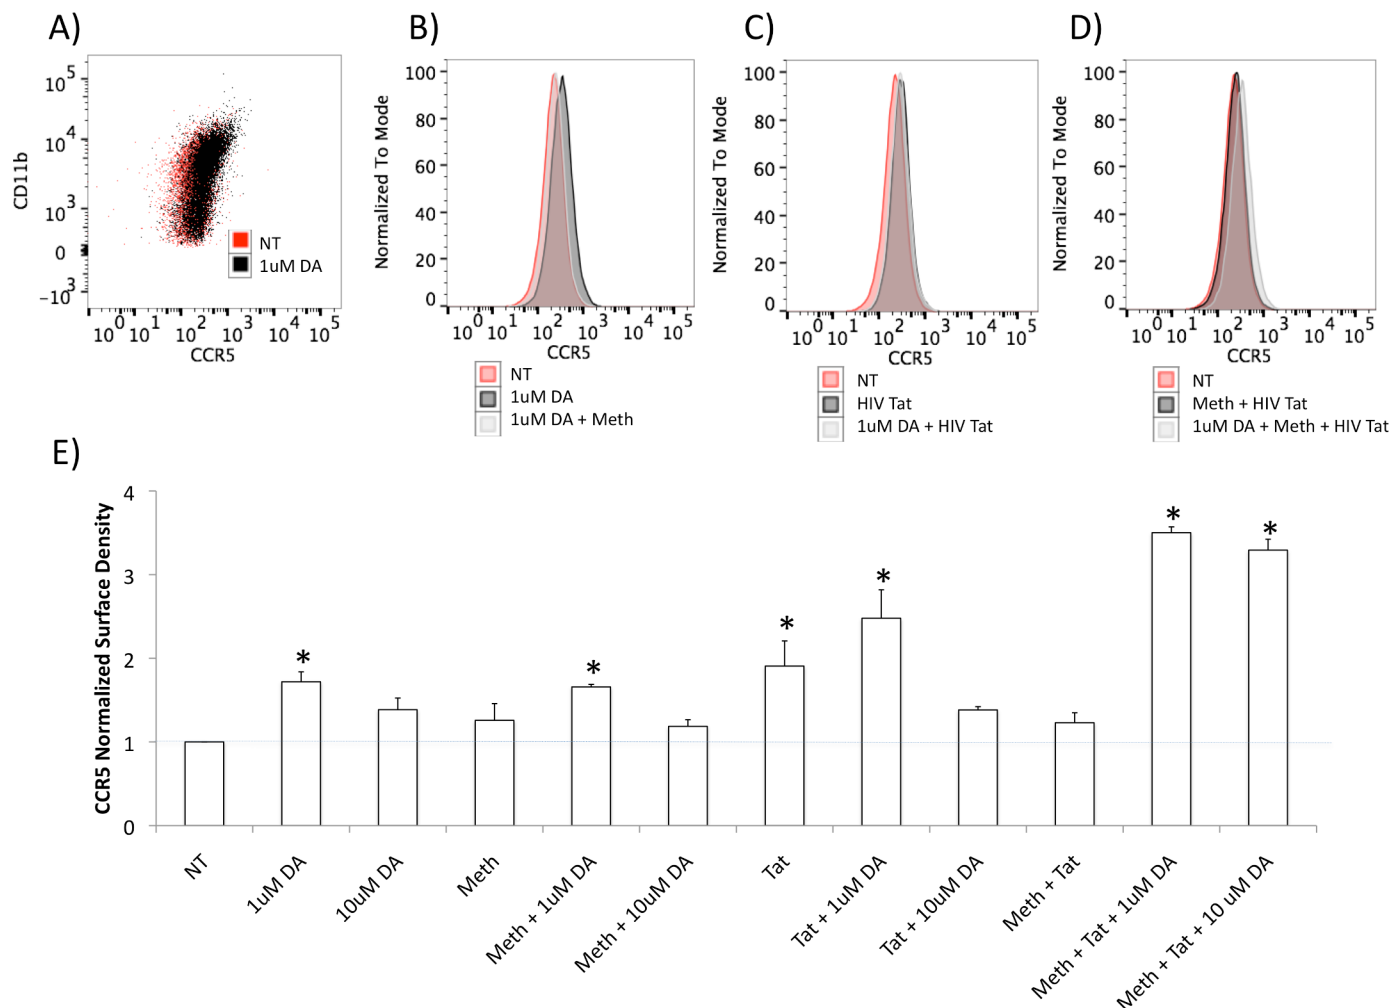 A)
B)
C)
D)
CD11b
10^5
10^4
10^3
0
−10^3
NT
1uM DA
0 10^1 10^2 10^3 10^4 10^5
CCR5
Normalized To Mode
100
80
60
40
20
0
0 10^1 10^2 10^3 10^4 10^5
CCR5
NT
1uM DA
1uM DA + Meth
Normalized To Mode
100
80
60
40
20
0
0 10^1 10^2 10^3 10^4 10^5
CCR5
NT
HIV Tat
1uM DA + HIV Tat
Normalized To Mode
100
80
60
40
20
0
0 10^1 10^2 10^3 10^4 10^5
CCR5
NT
Meth + HIV Tat
1uM DA + Meth + HIV Tat
E)
CCR5 Normalized Surface Density
4
3
2
1
0
*
*
*
*
*
*
NT
1uM DA
10uM DA
Meth
Meth + 1uM DA
Meth + 10uM DA
Tat
Tat + 1uM DA
Tat + 10uM DA
Meth + Tat
Meth + Tat + 1uM DA
Meth + Tat + 10 uM DA